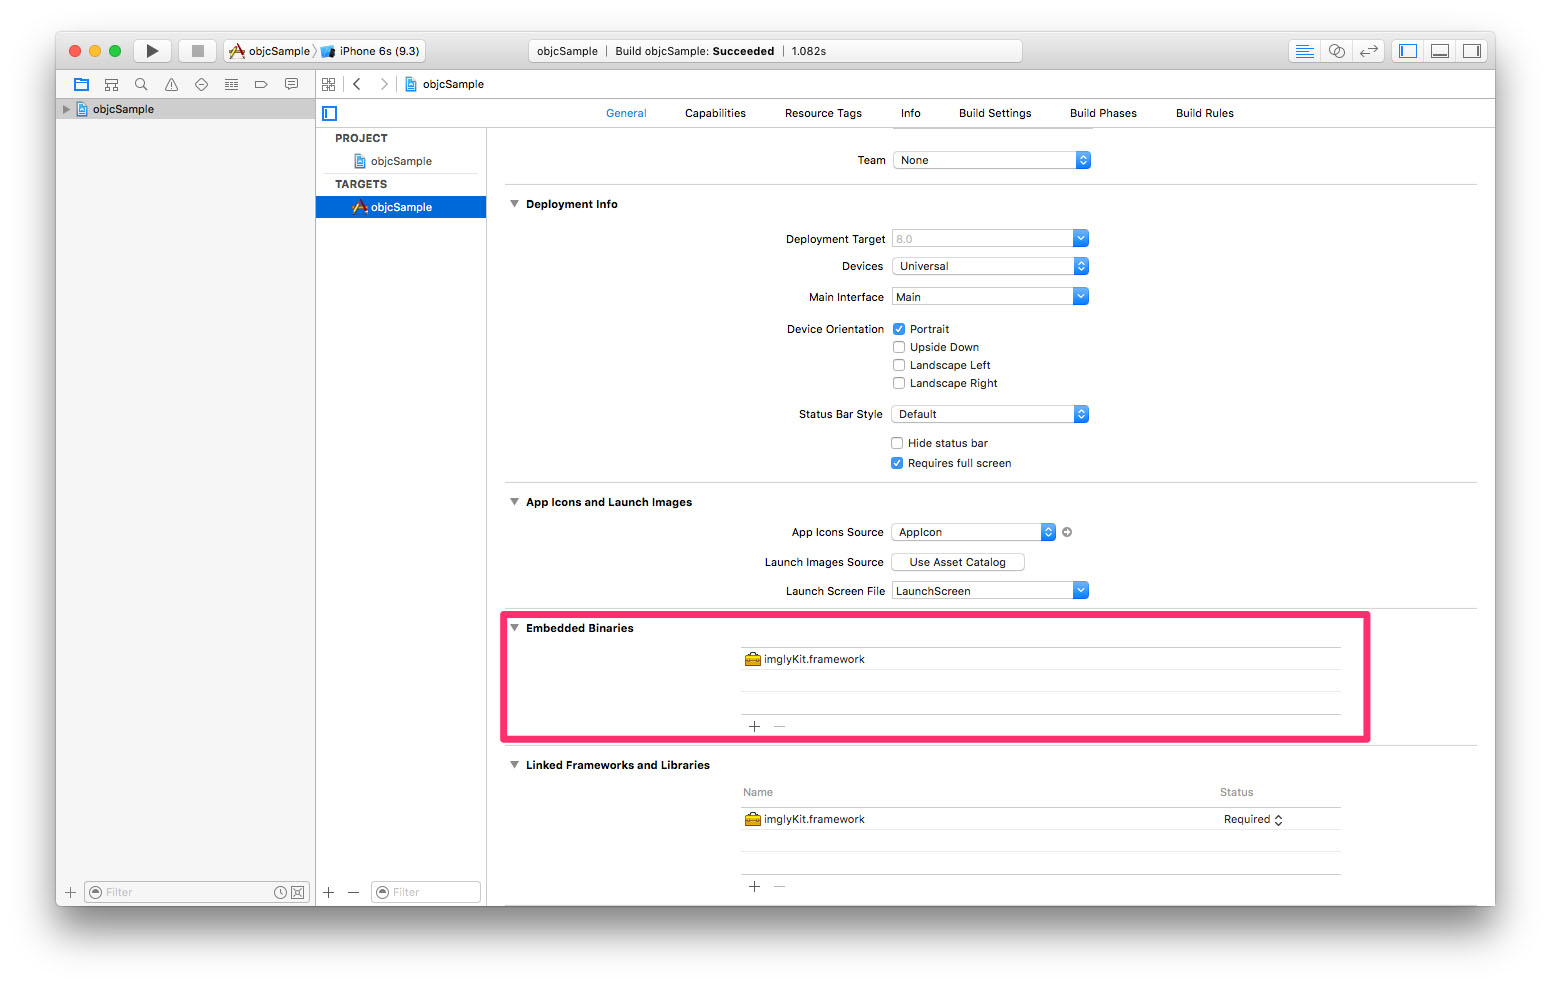 objcSample iPhone 6s (9.3) objcSample | Build objcSample: Succeeded | 1.082s
objcSample
objcSample
General Capabilities Resource Tags Info Build Settings Build Phases Build Rules
PROJECT
objcSample
TARGETS
objcSample
Team None
Deployment Info
Deployment Target 8.0
Devices Universal
Main Interface Main
Device Orientation Portrait
Upside Down
Landscape Left
Landscape Right
Status Bar Style Default
Hide status bar
Requires full screen
App Icons and Launch Images
App Icons Source AppIcon
Launch Images Source Use Asset Catalog
Launch Screen File LaunchScreen
Embedded Binaries
imglyKit.framework
Linked Frameworks and Libraries
Name Status
imglyKit.framework Required
Filter Filter